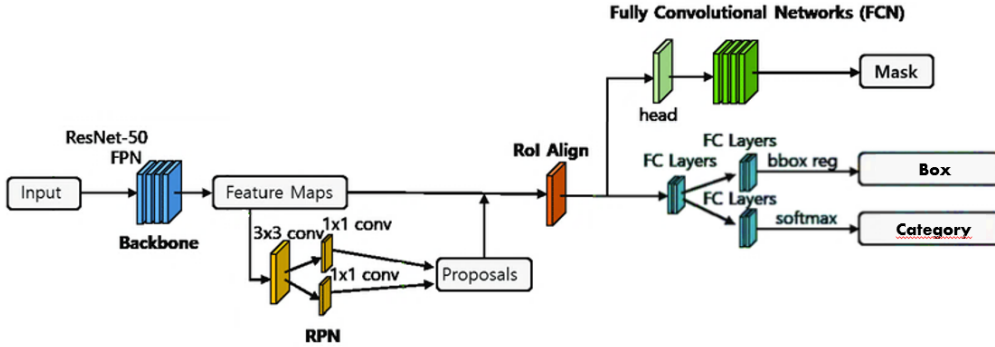 Fully Convolutional Networks (FCN)
Mask
head
ResNet-50
FPN
RoI Align
FC Layers
FC Layers
bbox reg
Box
Input
Feature Maps
FC Layers
softmax
Category
Backbone
3x3 conv
1x1 conv
1x1 conv
Proposals
RPN